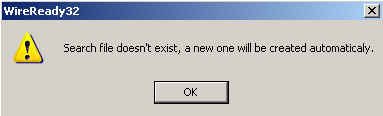 WireReady32
Search file doesn't exist, a new one will be created automaticaly.
OK